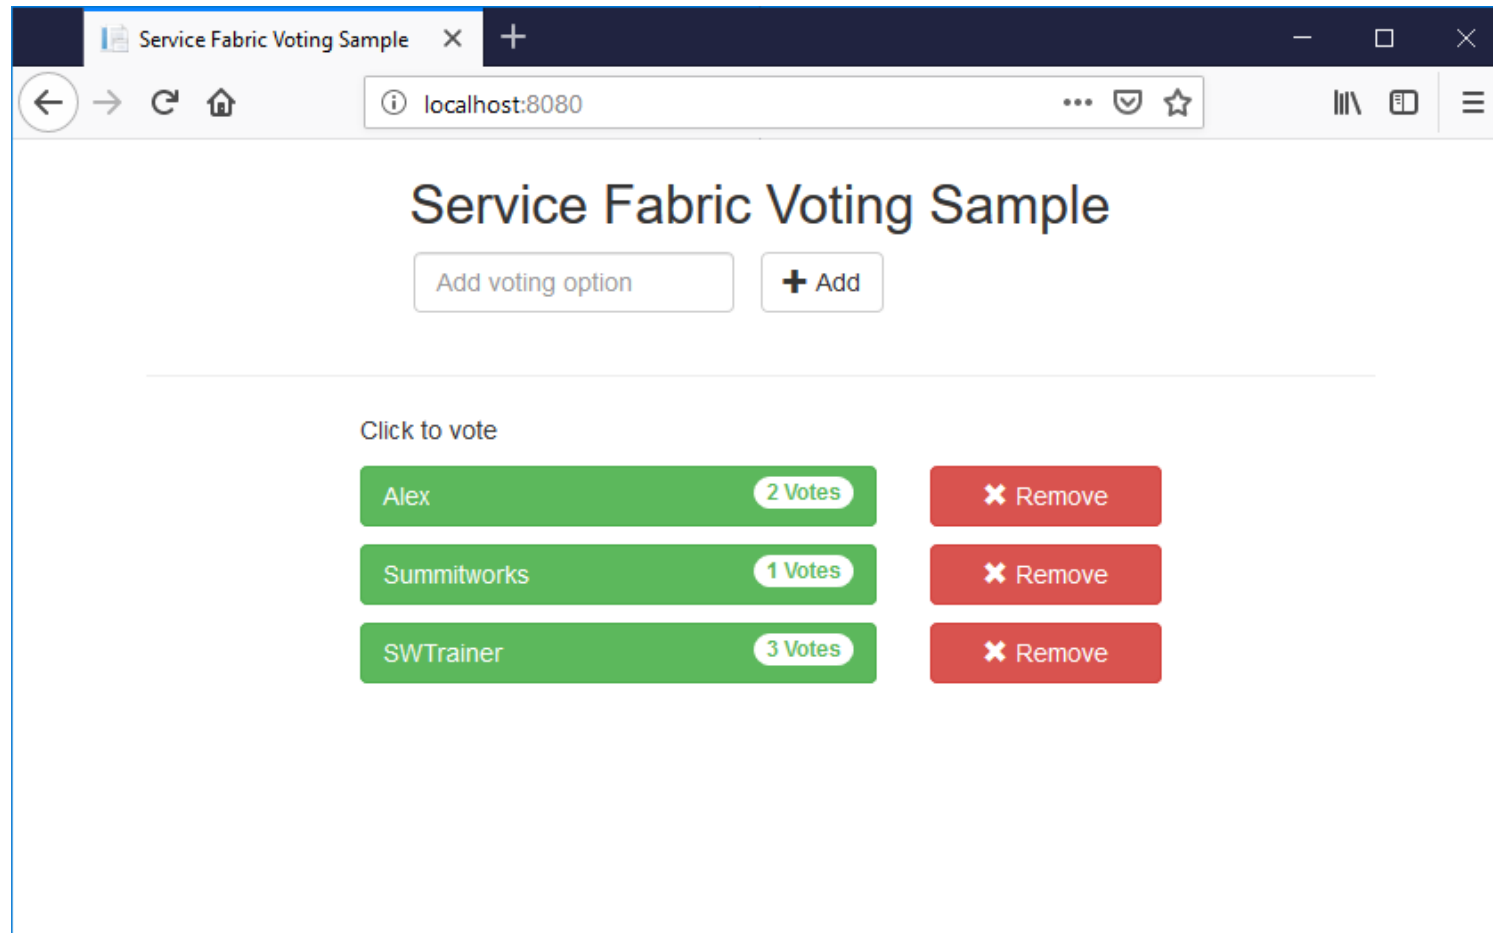 Service Fabric Voting Sample
localhost:8080
Service Fabric Voting Sample
Add voting option
Add
Click to vote
Alex 2 Votes Remove
Summitworks 1 Votes Remove
SWTrainer 3 Votes Remove